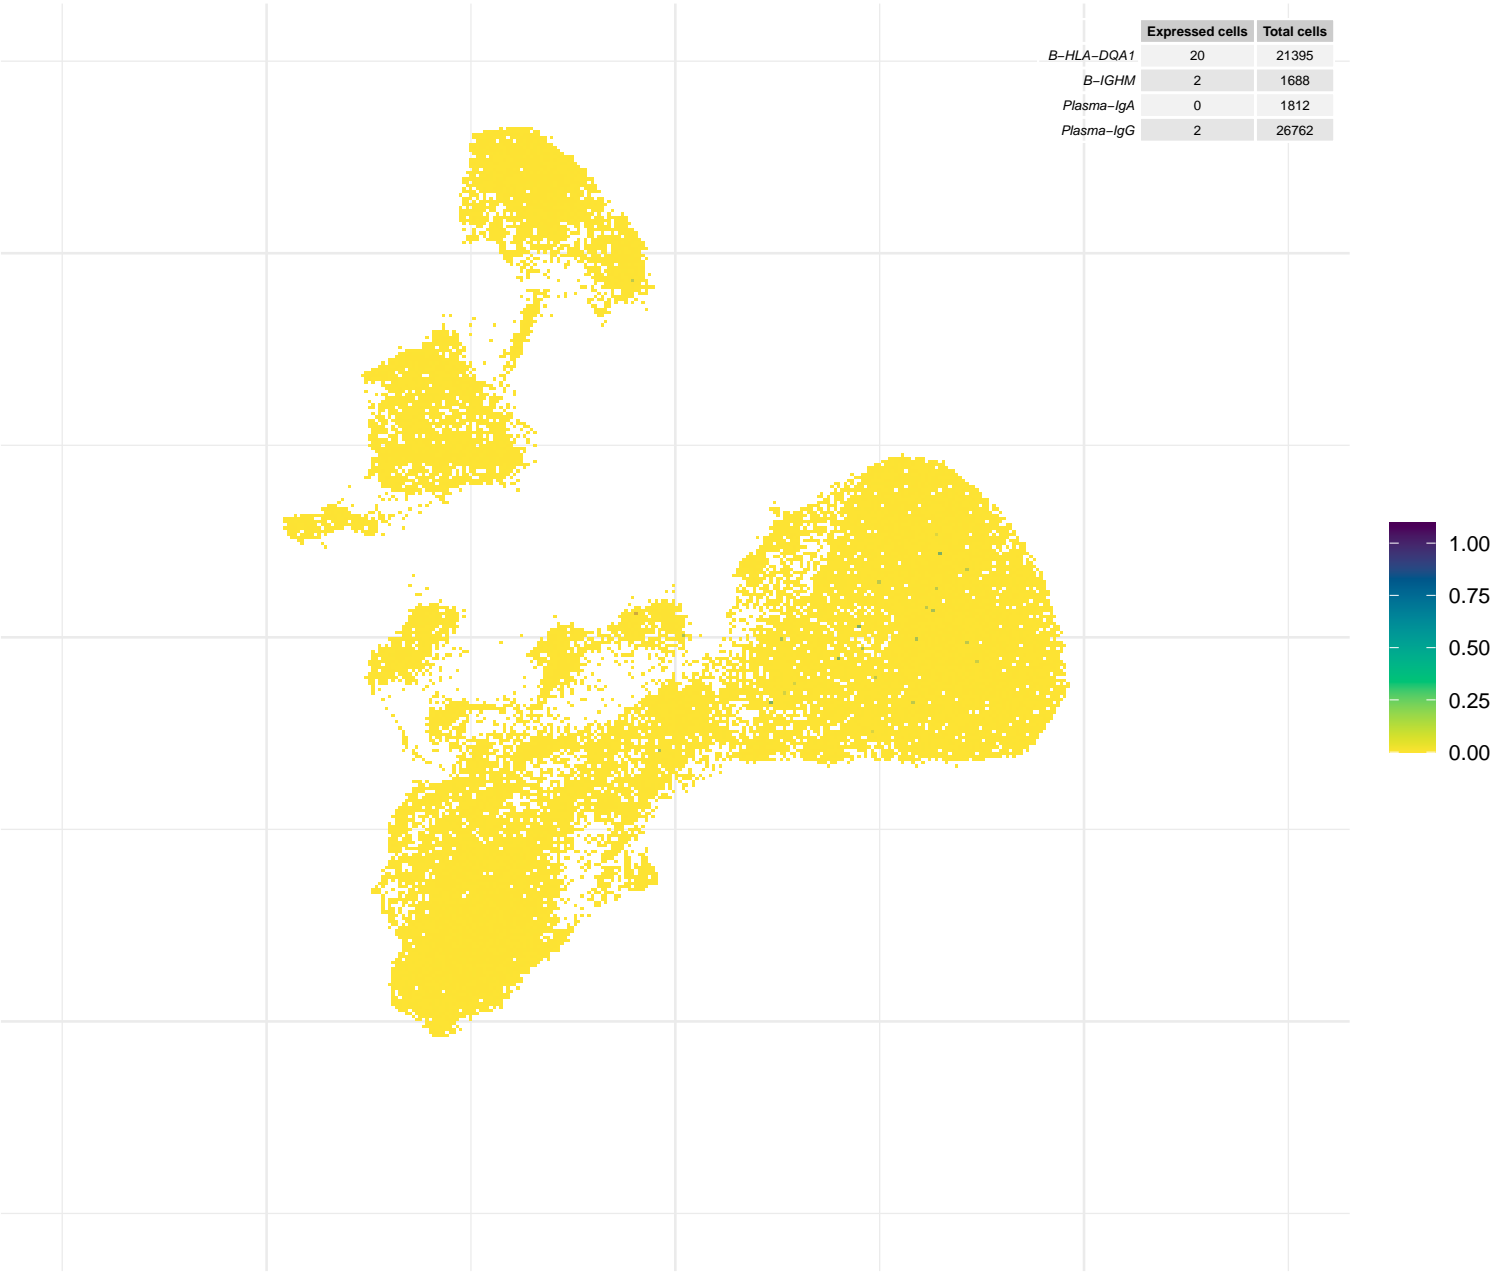 Expressed cells Total cells
B−HLA−DQA1 20 21395
B−IGHM 2 1688
Plasma−IgA 0 1812
Plasma−IgG 2 26762
1.00
0.75
0.50
0.25
0.00